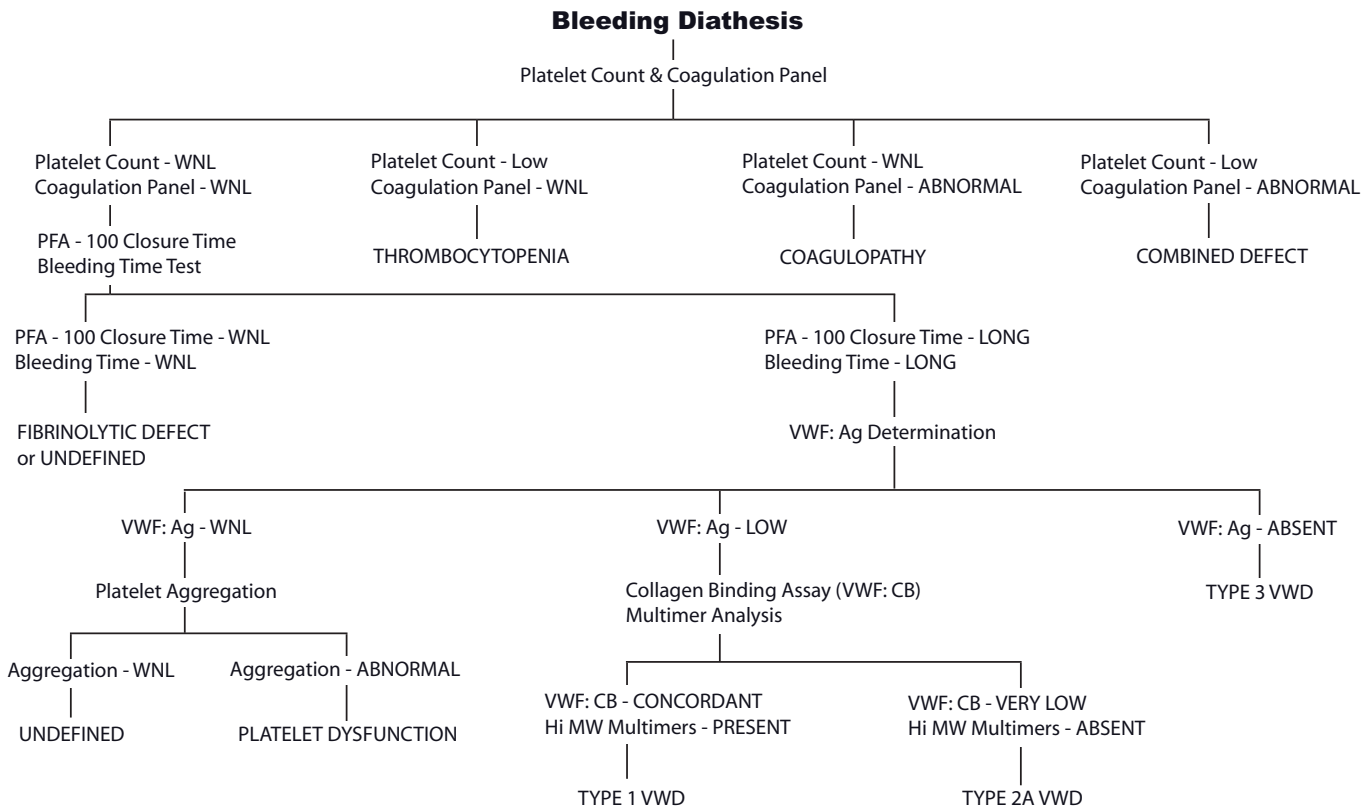 Bleeding Diathesis
Platelet Count & Coagulation Panel
Platelet Count - WNL
Coagulation Panel - WNL
Platelet Count - Low
Coagulation Panel - WNL
Platelet Count - WNL
Coagulation Panel - ABNORMAL
Platelet Count - Low
Coagulation Panel - ABNORMAL
PFA - 100 Closure Time
Bleeding Time Test
THROMBOCYTOPENIA
COAGULOPATHY
COMBINED DEFECT
PFA - 100 Closure Time - WNL
Bleeding Time - WNL
PFA - 100 Closure Time - LONG
Bleeding Time - LONG
FIBRINOLYTIC DEFECT
or UNDEFINED
VWF: Ag Determination
VWF: Ag - WNL
VWF: Ag - LOW
VWF: Ag - ABSENT
Platelet Aggregation
Collagen Binding Assay (VWF: CB)
Multimer Analysis
TYPE 3 VWD
Aggregation - WNL
Aggregation - ABNORMAL
VWF: CB - CONCORDANT
Hi MW Multimers - PRESENT
VWF: CB - VERY LOW
Hi MW Multimers - ABSENT
UNDEFINED
PLATELET DYSFUNCTION
TYPE 1 VWD
TYPE 2A VWD